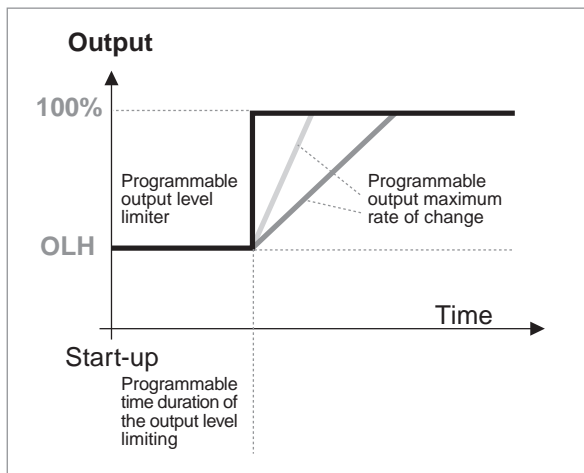 Output
100%
Programmable
output level
limiter
Programmable
output maximum
rate of change
OLH
Time
Start-up
Programmable
time duration of
the output level
limiting